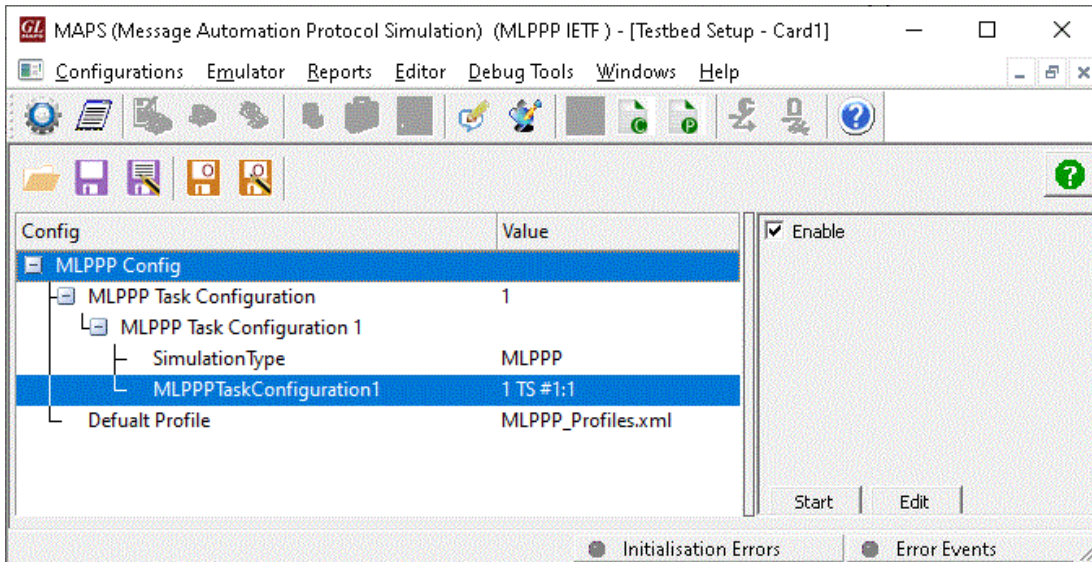 GL MAPS MAPS (Message Automation Protocol Simulation) (MLPPP IETF ) - [Testbed Setup - Card1]
Configurations Emulator Reports Editor Debug Tools Windows Help
C P ?
?
Config Value
Enable
MLPPP Config
MLPPP Task Configuration 1
MLPPP Task Configuration 1
SimulationType MLPPP
MLPPPTaskConfiguration1 1 TS #1:1
Defualt Profile MLPPP_Profiles.xml
Start Edit
Initialisation Errors Error Events